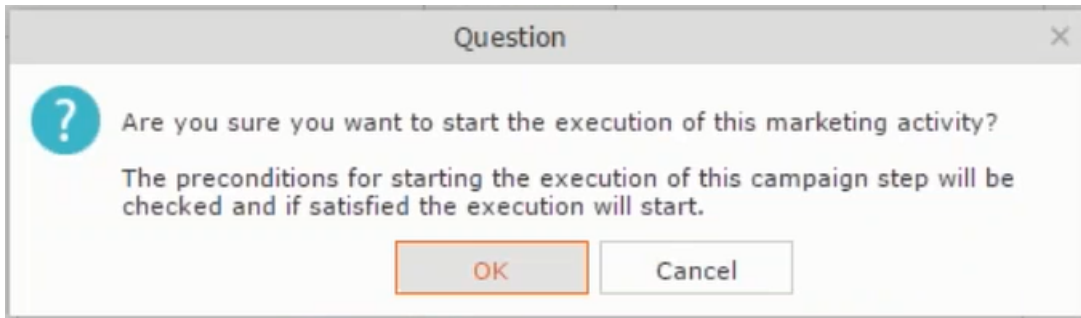 Question
Are you sure you want to start the execution of this marketing activity?
The preconditions for starting the execution of this campaign step will be
checked and if satisfied the execution will start.
OK
Cancel